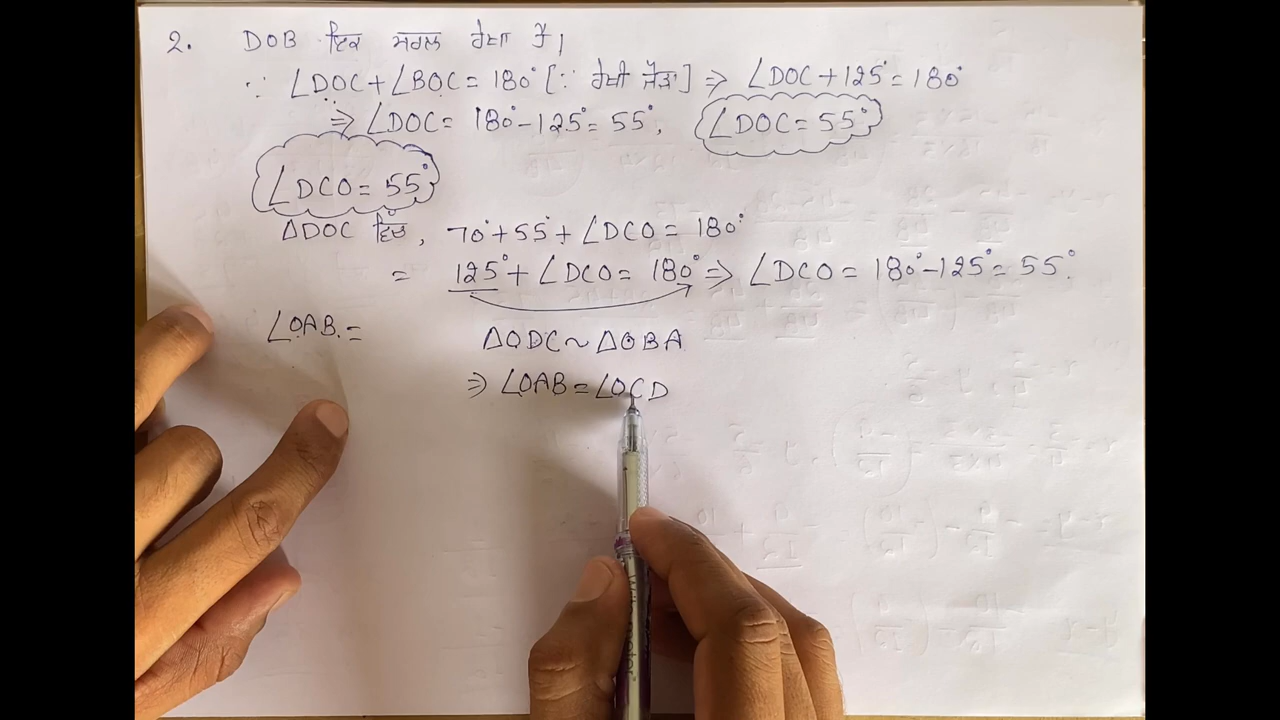 2. DOB ਇਕ ਸਰਲ ਰੇਖਾ ਹੈ।
∵ ∠DOC + ∠BOC = 180° [∵ ਰੇਖੀ ਜੋੜਾ] ⇒ ∠DOC + 125° = 180°
⇒ ∠DOC = 180° - 125° = 55°, ∠DOC = 55°
∠DCO = 55°
ΔDOC ਵਿੱਚ, 70° + 55° + ∠DCO = 180°
= 125° + ∠DCO = 180° ⇒ ∠DCO = 180° - 125° = 55°.
∠OAB = ΔODC ~ ΔOBA
⇒ ∠OAB = ∠OCD